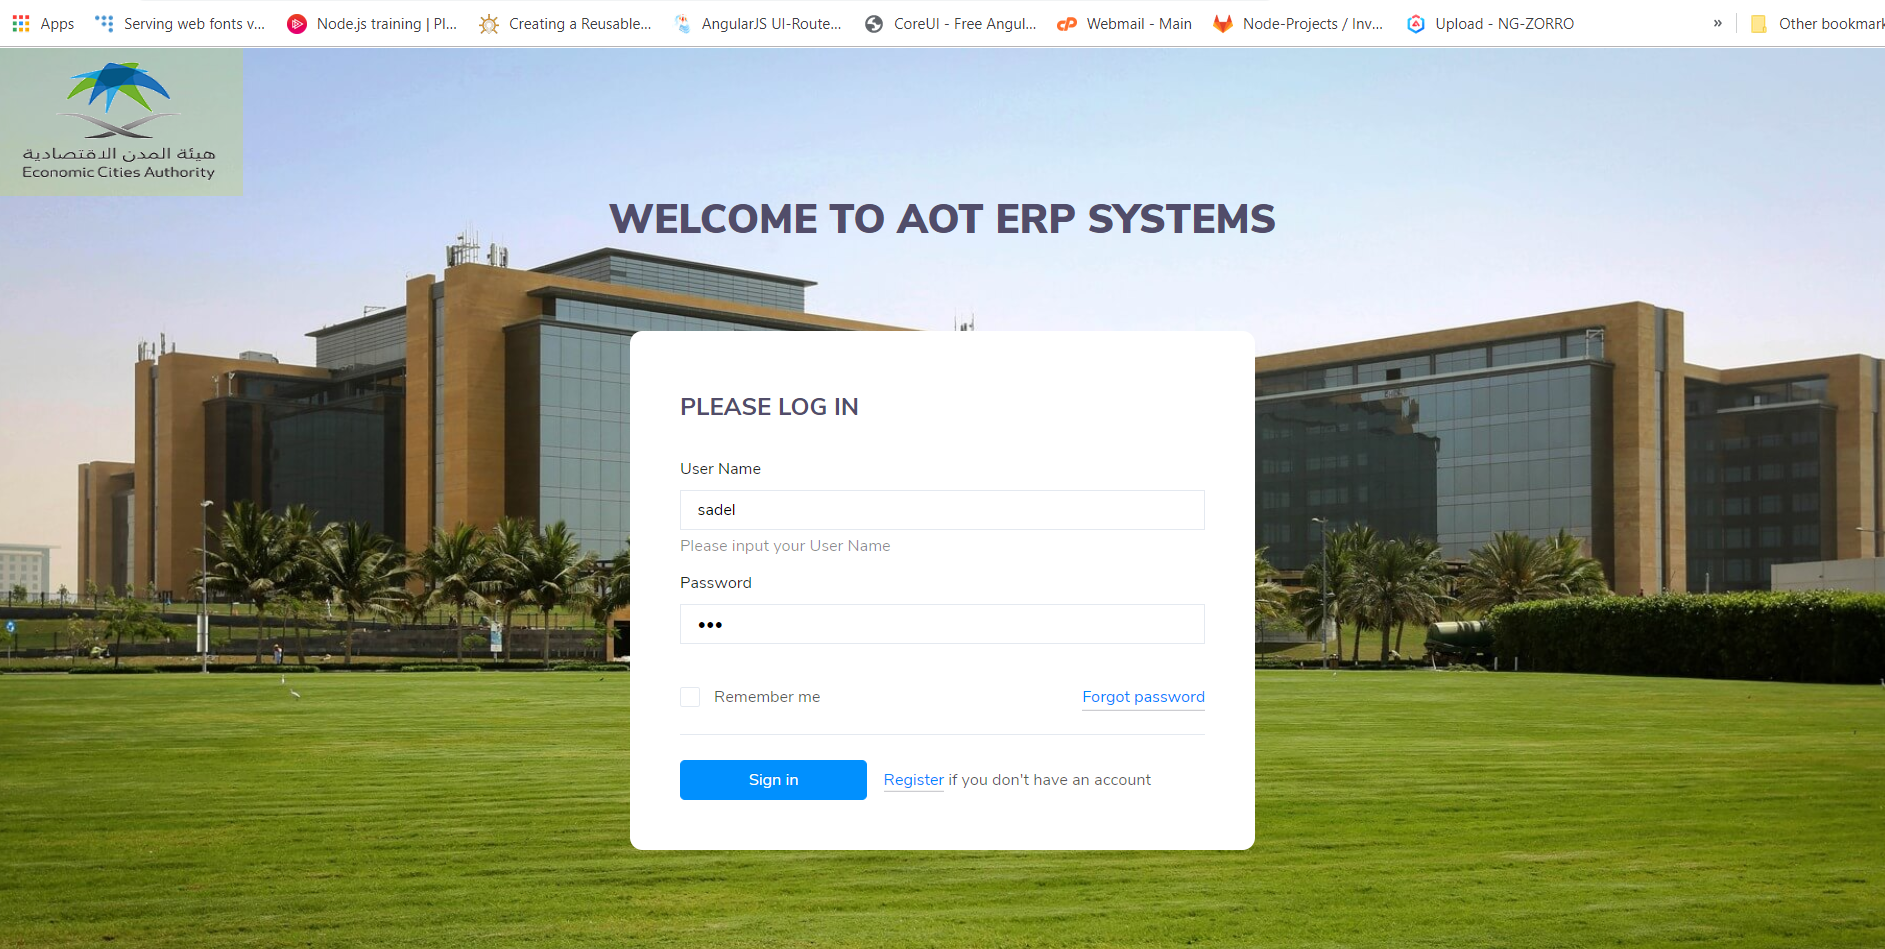 Apps
Serving web fonts v...
Node.js training | Pl...
Creating a Reusable...
AngularJS UI-Route...
CoreUI - Free Angul...
Webmail - Main
Node-Projects / Inv...
Upload - NG-ZORRO
»
Other bookmark
هيئة المدن الاقتصادية
Economic Cities Authority
WELCOME TO AOT ERP SYSTEMS
PLEASE LOG IN
User Name
sadel
Please input your User Name
Password
•••
Remember me
Forgot password
Sign in
Register if you don't have an account